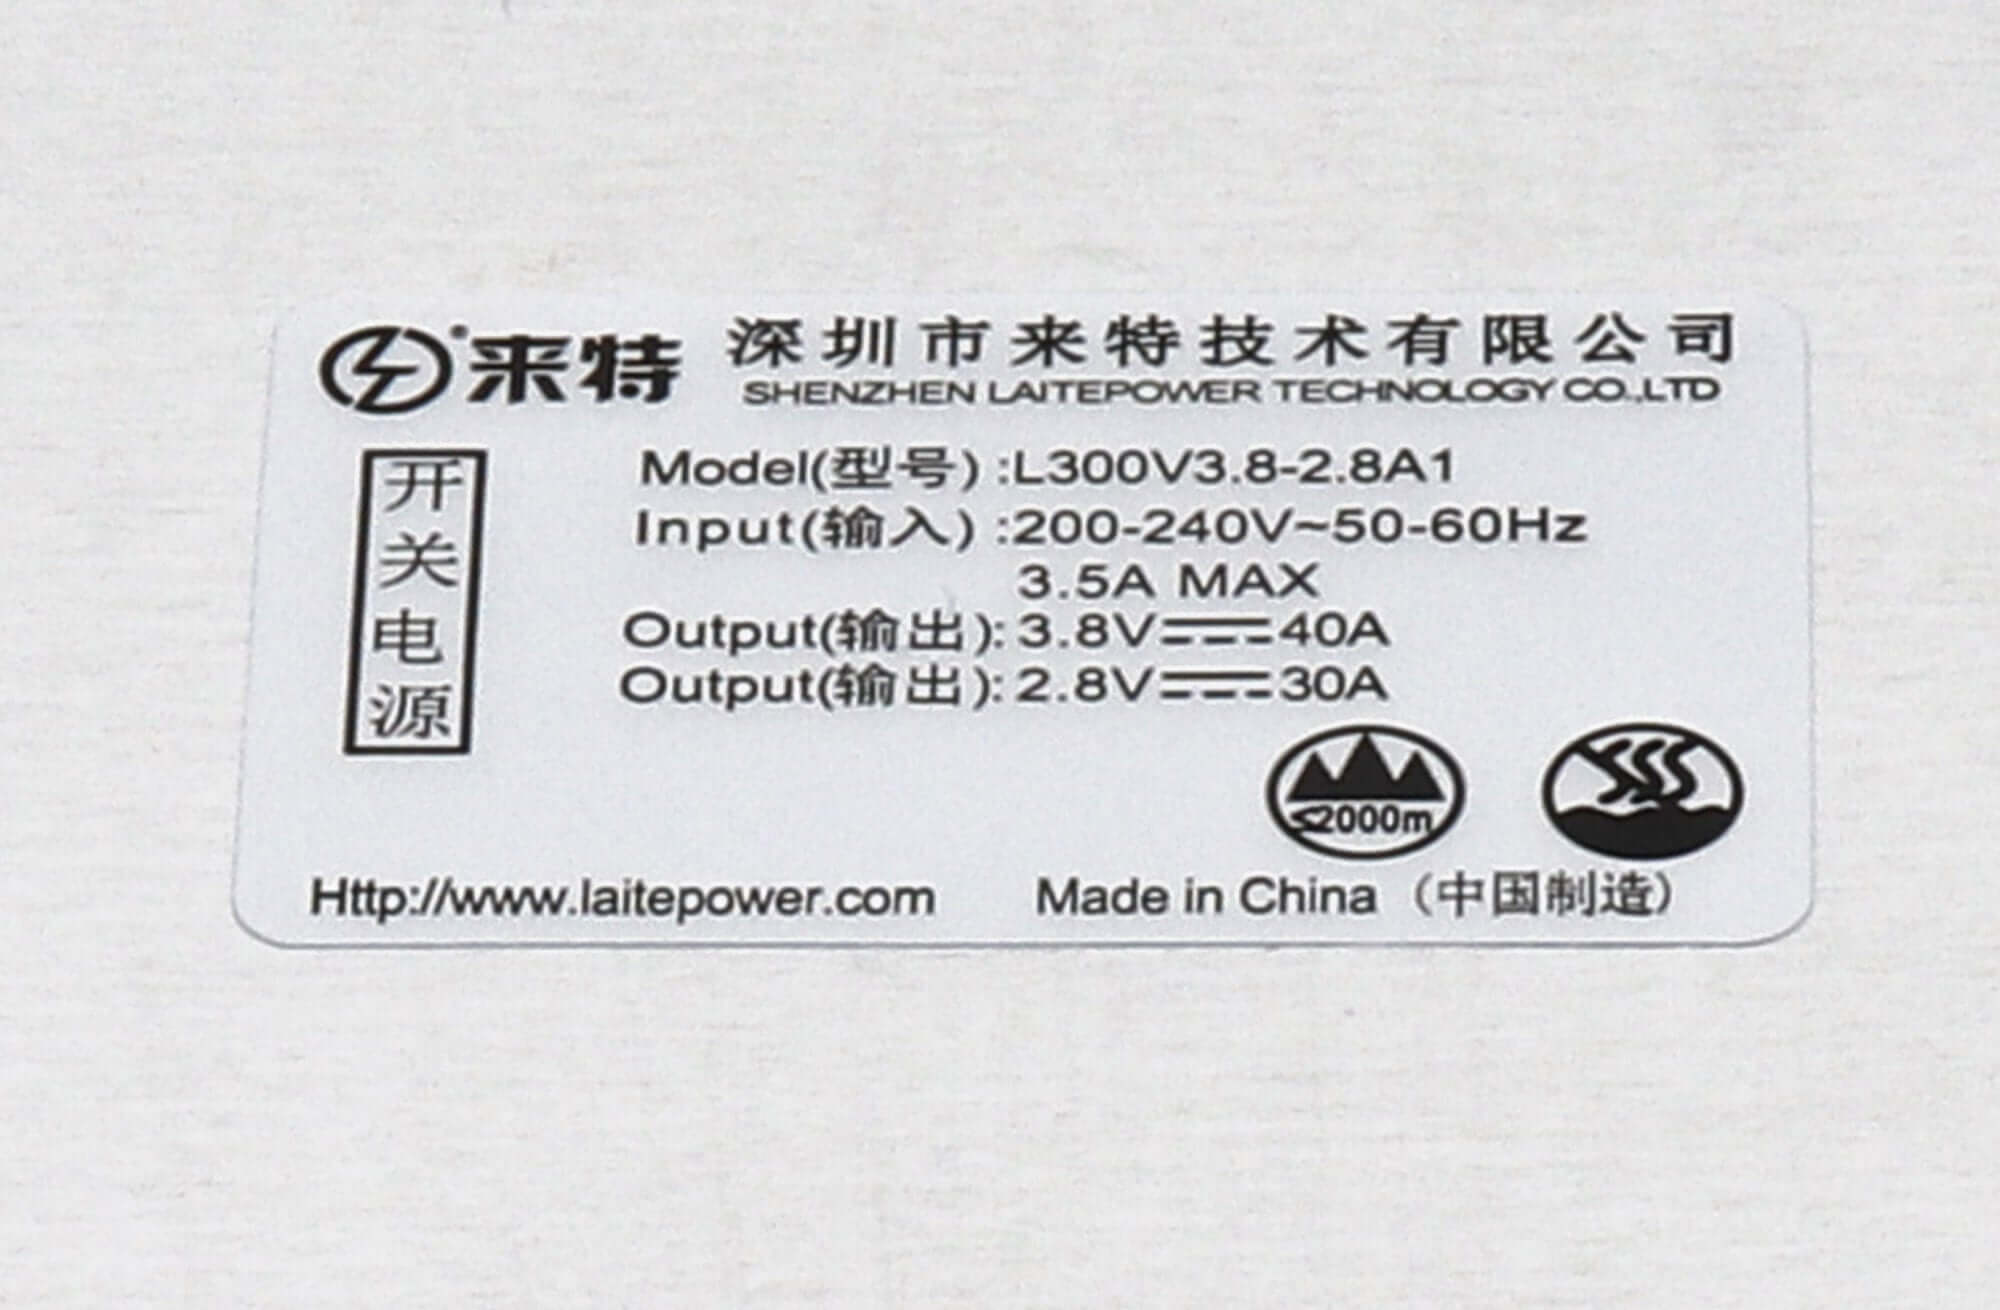 来特 深圳市来特技术有限公司
SHENZHEN LAITEPOWER TECHNOLOGY CO.,LTD
开关电源
Model(型号):L300V3.8-2.8A1
Input(输入):200-240V~50-60Hz
3.5A MAX
Output(输出):3.8V⎓40A
Output(输出):2.8V⎓30A
≤2000m
Http://www.laitepower.com Made in China（中国制造）